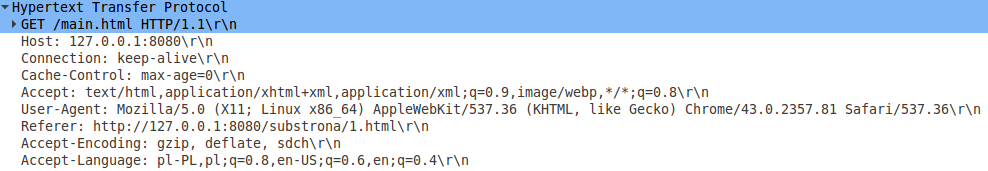 Hypertext Transfer Protocol
GET /main.html HTTP/1.1\r\n
Host: 127.0.0.1:8080\r\n
Connection: keep-alive\r\n
Cache-Control: max-age=0\r\n
Accept: text/html,application/xhtml+xml,application/xml;q=0.9,image/webp,*/*;q=0.8\r\n
User-Agent: Mozilla/5.0 (X11; Linux x86_64) AppleWebKit/537.36 (KHTML, like Gecko) Chrome/43.0.2357.81 Safari/537.36\r\n
Referer: http://127.0.0.1:8080/substrona/1.html\r\n
Accept-Encoding: gzip, deflate, sdch\r\n
Accept-Language: pl-PL,pl;q=0.8,en-US;q=0.6,en;q=0.4\r\n